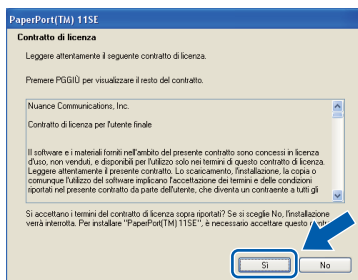 PaperPort(TM) 11SE
Contratto di licenza
Leggere attentamente il seguente contratto di licenza.
Premere PGGIÙ per visualizzare il resto del contratto.
Nuance Communications, Inc.
Contratto di licenza per l'utente finale
Il software e i materiali forniti nell'ambito del presente contratto sono concessi in licenza
d'uso, non venduti, e disponibili per l'utilizzo solo nei termini di questo contratto di licenza.
Leggere attentamente il presente contratto. Lo scaricamento, l'installazione, la copia o
comunque l'utilizzo del software implicano l'accettazione dei termini e delle condizioni
riportati nel presente contratto da parte dell'utente, che diventa un contraente a tutti gli
Si accettano i termini del contratto di licenza sopra riportati? Se si sceglie No, l'installazione
verrà interrotta. Per installare "PaperPort(TM) 11SE", è necessario accettare questo
Sì
No